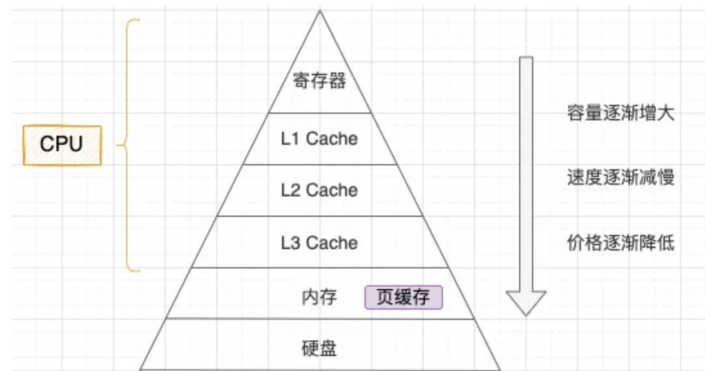 寄存器
CPU
L1 Cache
L2 Cache
L3 Cache
内存 页缓存
硬盘
容量逐渐增大
速度逐渐减慢
价格逐渐降低